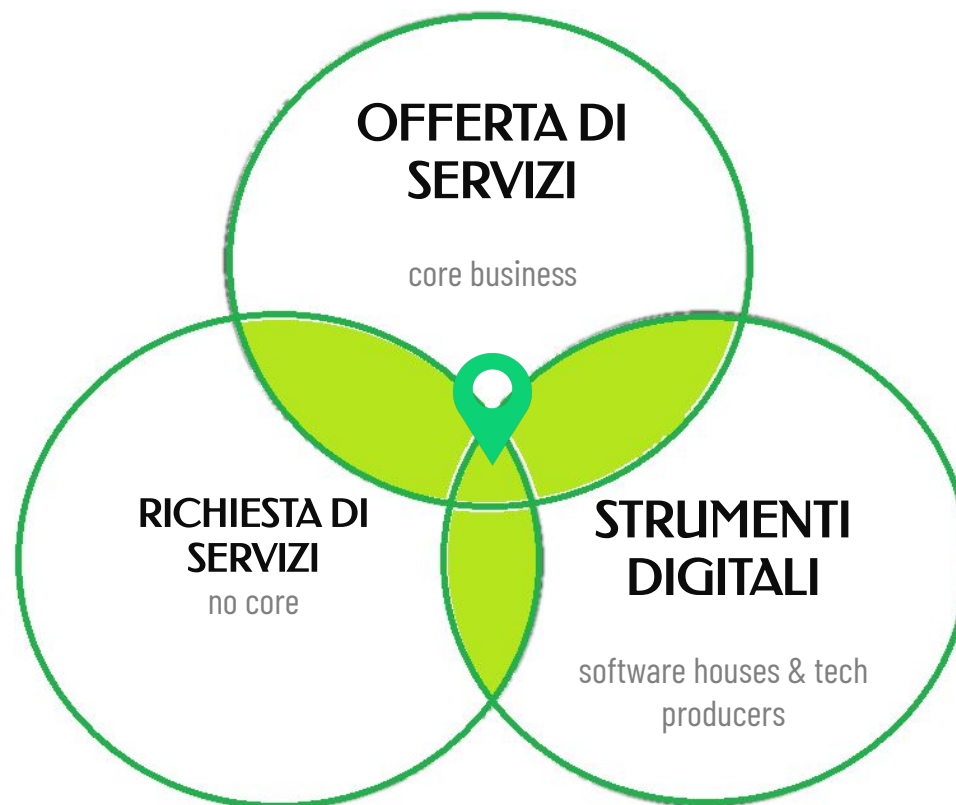 OFFERTA DI
SERVIZI
core business
RICHIESTA DI
SERVIZI
no core
STRUMENTI
DIGITALI
software houses & tech
producers